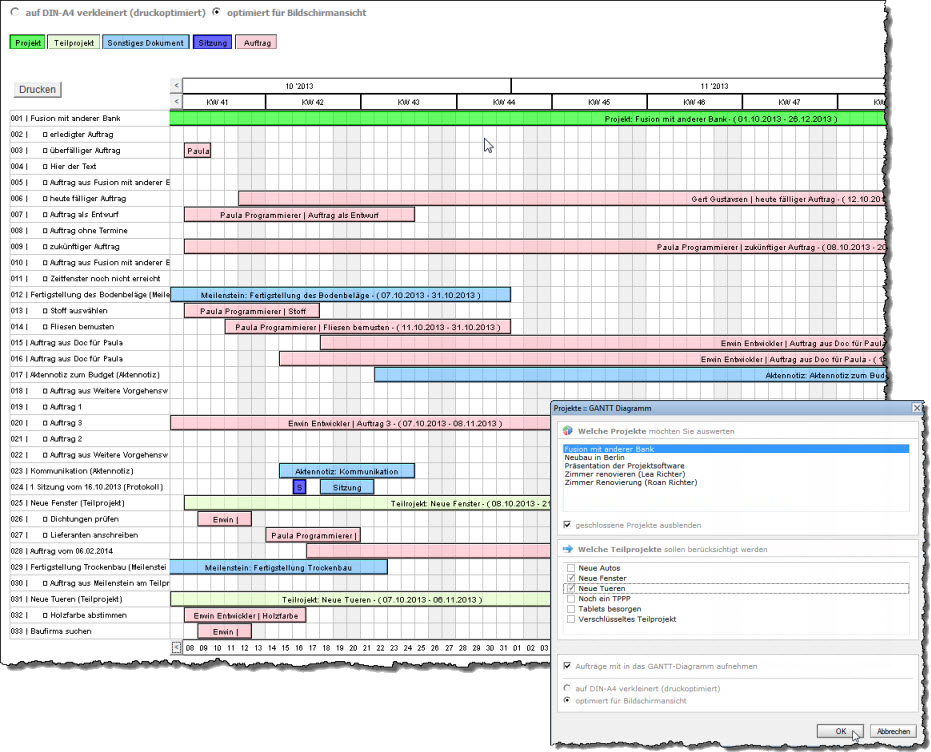 auf DIN-A4 verkleinert (druckoptimiert) optimiert für Bildschirmansicht
Projekt Teilprojekt Sonstiges Dokument Sitzung Auftrag
Drucken
< 10 '2013 11 '2013
< KW 41 KW 42 KW 43 KW 44 KW 45 KW 46 KW 47
001 | Fusion mit anderer Bank Projekt: Fusion mit anderer Bank - ( 01.10.2013 - 26.12.2013 )
002 | erledigter Auftrag
003 | überfälliger Auftrag Paula
004 | Hier der Text
005 | Auftrag aus Fusion mit anderer E
006 | heute fälliger Auftrag Gert Gustavsen | heute fälliger Auftrag - ( 12.10.201
007 | Auftrag als Entwurf Paula Programmierer | Auftrag als Entwurf
008 | Auftrag ohne Termine
009 | zukünftiger Auftrag Paula Programmierer | zukünftiger Auftrag - ( 08.10.2013 - 20
010 | Auftrag aus Fusion mit anderer E
011 | Zeitfenster noch nicht erreicht
012 | Fertigstellung des Bodenbeläge (Meile Meilenstein: Fertigstellung des Bodenbeläge - ( 07.10.2013 - 31.10.2013 )
013 | Stoff auswählen Paula Programmierer | Stoff
014 | Fliesen bemusten Paula Programmierer | Fliesen bemusten - ( 11.10.2013 - 31.10.2013 )
015 | Auftrag aus Doc für Paula Erwin Entwickler | Auftrag aus Doc für Paula
016 | Auftrag aus Doc für Paula Erwin Entwickler | Auftrag aus Doc für Paula - ( 1
017 | Aktennotiz zum Budget (Aktennotiz) Aktennotiz: Aktennotiz zum Bud
018 | Auftrag aus Weitere Vorgehensw
019 | Auftrag 1
020 | Auftrag 3 Erwin Entwickler | Auftrag 3 - ( 07.10.2013 - 08.11.2013 )
021 | Auftrag 2
022 | Auftrag aus Weitere Vorgehensw
023 | Kommunikation (Aktennotiz) Aktennotiz: Kommunikation
024 | 1 Sitzung vom 16.10.2013 (Protokoll) S Sitzung
025 | Neue Fenster (Teilprojekt) Teilrojekt: Neue Fenster - ( 08.10.2013 - 21
026 | Dichtungen prüfen Erwin |
027 | Lieferanten anschreiben Paula Programmierer |
028 | Auftrag vom 06.02.2014
029 | Fertigstellung Trockenbau (Meilenstei Meilenstein: Fertigstellung Trockenbau
030 | Auftrag aus Meilenstein am Teilpr
031 | Neue Tueren (Teilprojekt) Teilrojekt: Neue Tueren - ( 07.10.2013 - 06.11.2013 )
032 | Holzfarbe abstimmen Erwin Entwickler | Holzfarbe
033 | Baufirma suchen Erwin |
< 08 09 10 11 12 13 14 15 16 17 18 19 20 21 22 23 24 25 26 27 28 29 30 31 01 02 03
Projekte :: GANTT Diagramm
Welche Projekte möchten Sie auswerten
Fusion mit anderer Bank
Neubau in Berlin
Präsentation der Projektsoftware
Zimmer renovieren (Lea Richter)
Zimmer Renovierung (Roan Richter)
geschlossene Projekte ausblenden
Welche Teilprojekte sollen berücksichtigt werden
Neue Autos
Neue Fenster
Neue Tueren
Noch ein TPPP
Tablets besorgen
Verschlüsseltes Teilprojekt
Aufträge mit in das GANTT-Diagramm aufnehmen
auf DIN-A4 verkleinert (druckoptimiert)
optimiert für Bildschirmansicht
OK Abbrechen